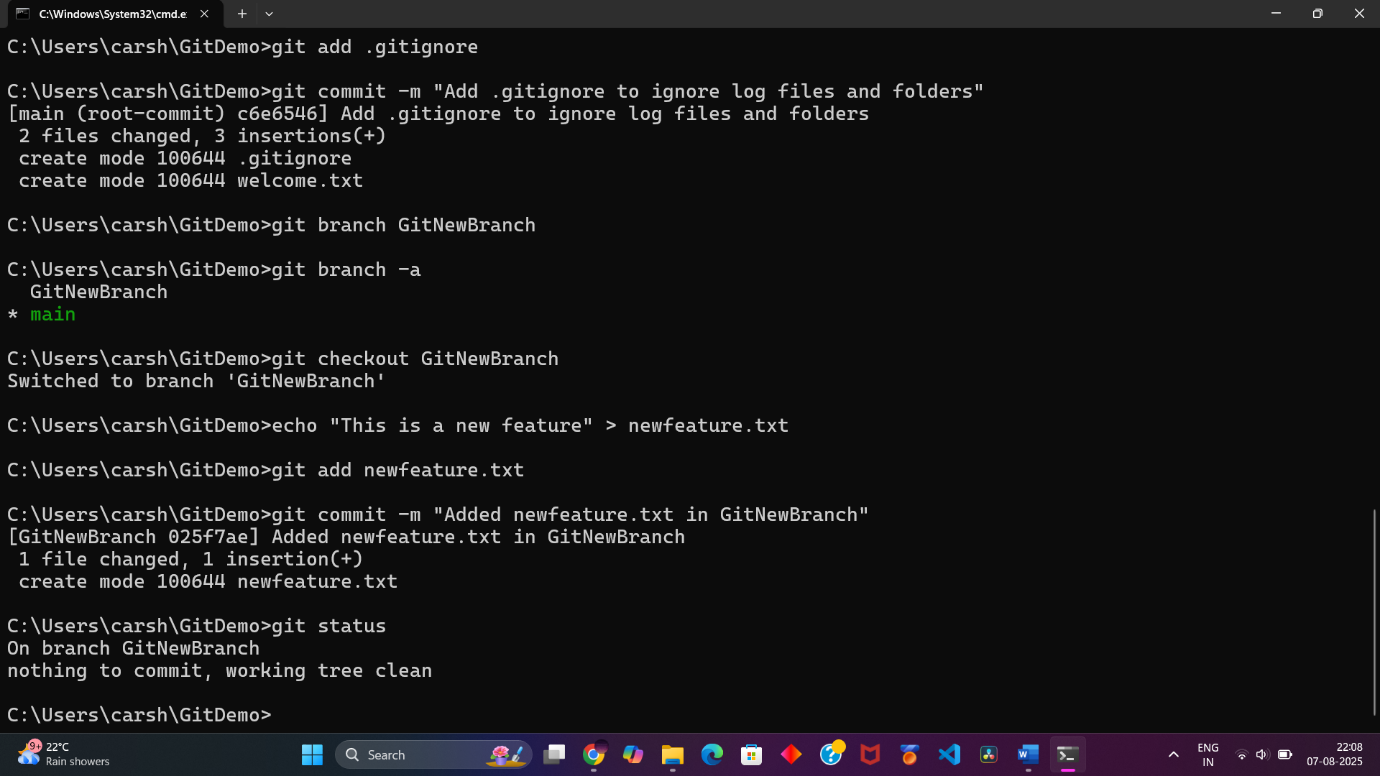 C:\Windows\System32\cmd.e
C:\Users\carsh\GitDemo>git add .gitignore
C:\Users\carsh\GitDemo>git commit -m "Add .gitignore to ignore log files and folders"
[main (root-commit) c6e6546] Add .gitignore to ignore log files and folders
2 files changed, 3 insertions(+)
create mode 100644 .gitignore
create mode 100644 welcome.txt
C:\Users\carsh\GitDemo>git branch GitNewBranch
C:\Users\carsh\GitDemo>git branch -a
GitNewBranch
* main
C:\Users\carsh\GitDemo>git checkout GitNewBranch
Switched to branch 'GitNewBranch'
C:\Users\carsh\GitDemo>echo "This is a new feature" > newfeature.txt
C:\Users\carsh\GitDemo>git add newfeature.txt
C:\Users\carsh\GitDemo>git commit -m "Added newfeature.txt in GitNewBranch"
[GitNewBranch 025f7ae] Added newfeature.txt in GitNewBranch
1 file changed, 1 insertion(+)
create mode 100644 newfeature.txt
C:\Users\carsh\GitDemo>git status
On branch GitNewBranch
nothing to commit, working tree clean
C:\Users\carsh\GitDemo>
9+
22°C
Rain showers
Search
ENG
IN
22:08
07-08-2025